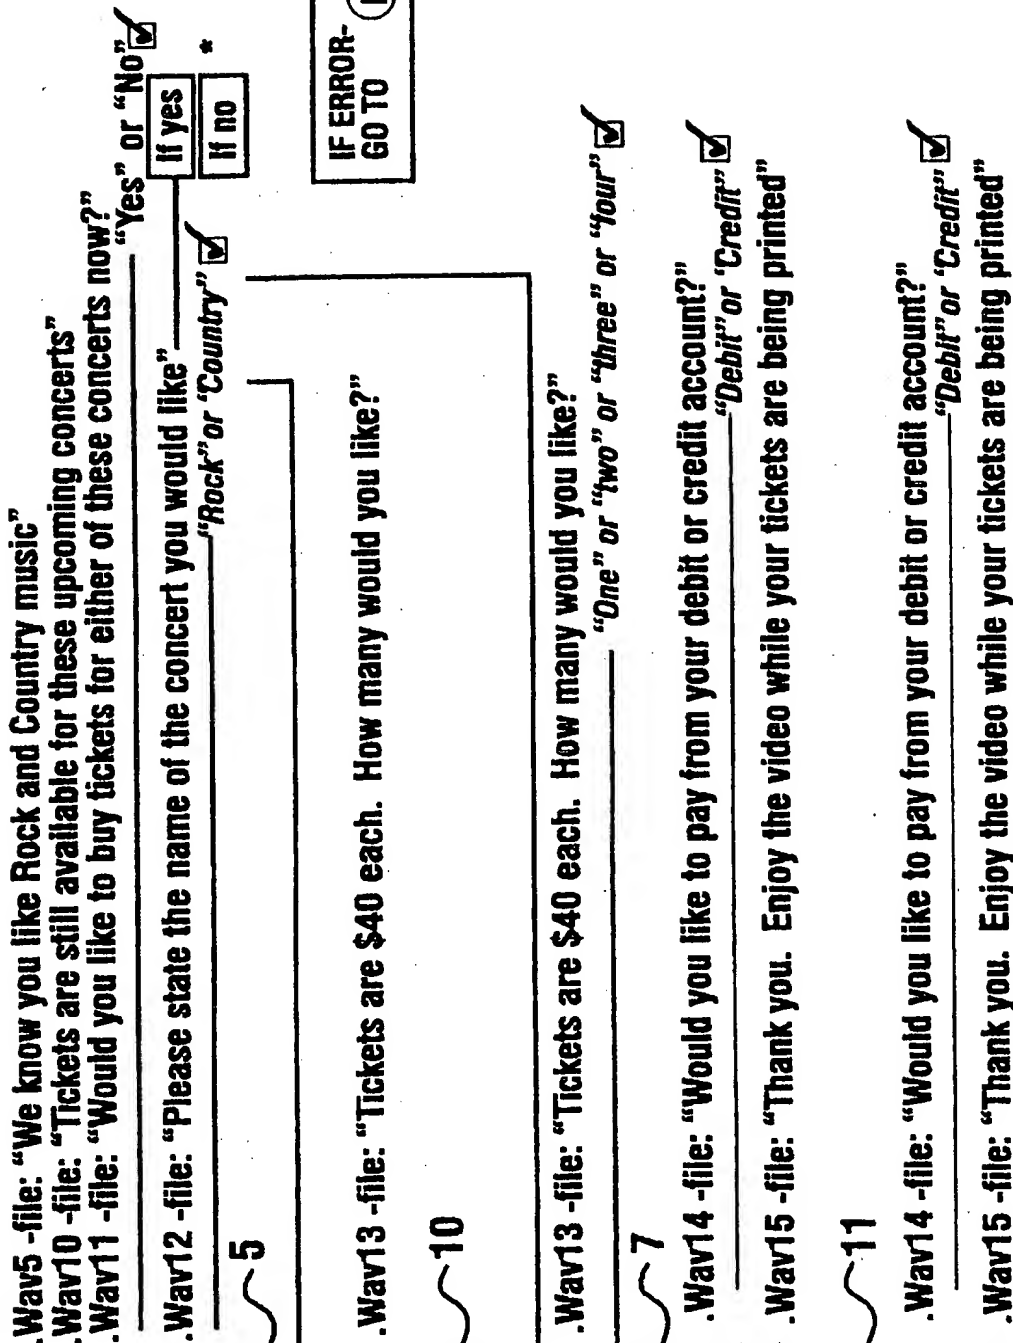 .Wav5 -file: “We know you like Rock and Country music”
.Wav10 -file: “Tickets are still available for these upcoming concerts”
.Wav11 -file: “Would you like to buy tickets for either of these concerts now?”
“Yes” or “No”
If yes
If no *
.Wav12 -file: “Please state the name of the concert you would like”
“Rock” or ‘Country”
5
IF ERROR-
GO TO
.Wav13 -file: “Tickets are $40 each. How many would you like?”
10
.Wav13 -file: “Tickets are $40 each. How many would you like?”
“One” or “two” or “three” or “four”
7
.Wav14 -file: “Would you like to pay from your debit or credit account?”
“Debit” or ‘Credit”
.Wav15 -file: “Thank you. Enjoy the video while your tickets are being printed”
11
.Wav14 -file: “Would you like to pay from your debit or credit account?”
“Debit” or ‘Credit”
.Wav15 -file: “Thank you. Enjoy the video while your tickets are being printed”